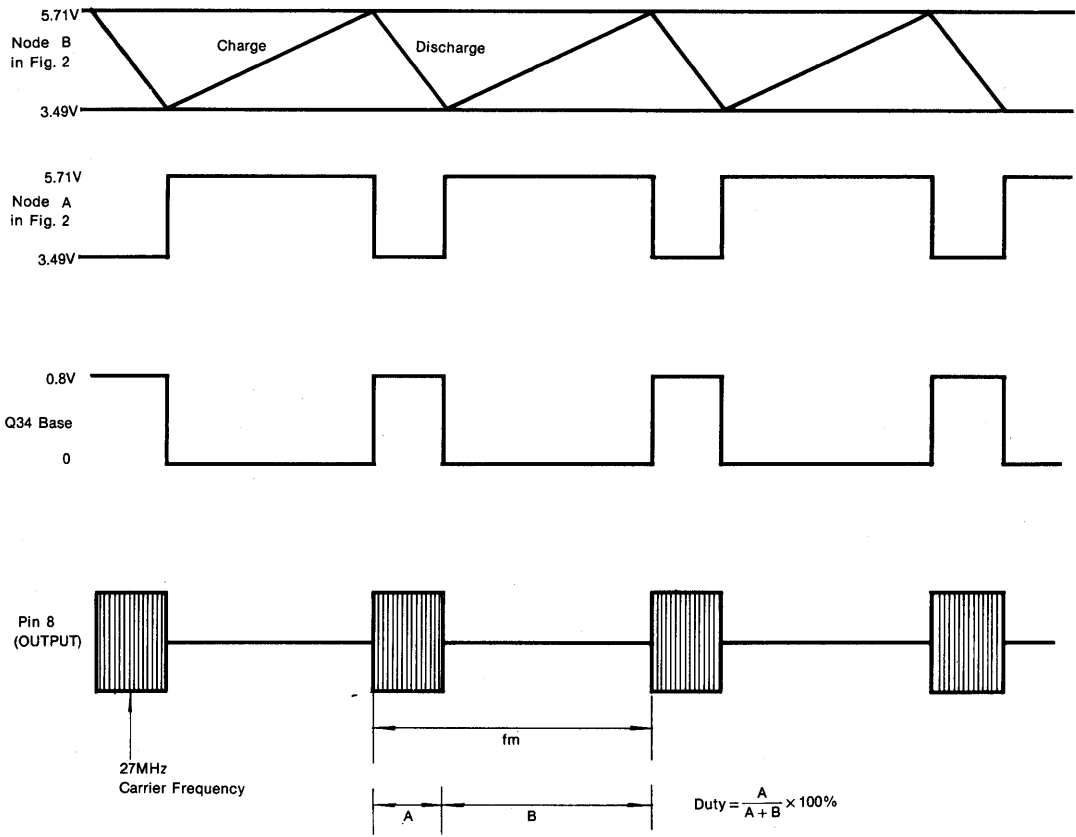 5.71V
Node B
in Fig. 2
Charge
Discharge
3.49V
5.71V
Node A
in Fig. 2
3.49V
0.8V
Q34 Base
0
Pin 8
(OUTPUT)
fm
27MHz
Carrier Frequency
A
B
Duty = A / A + B × 100%